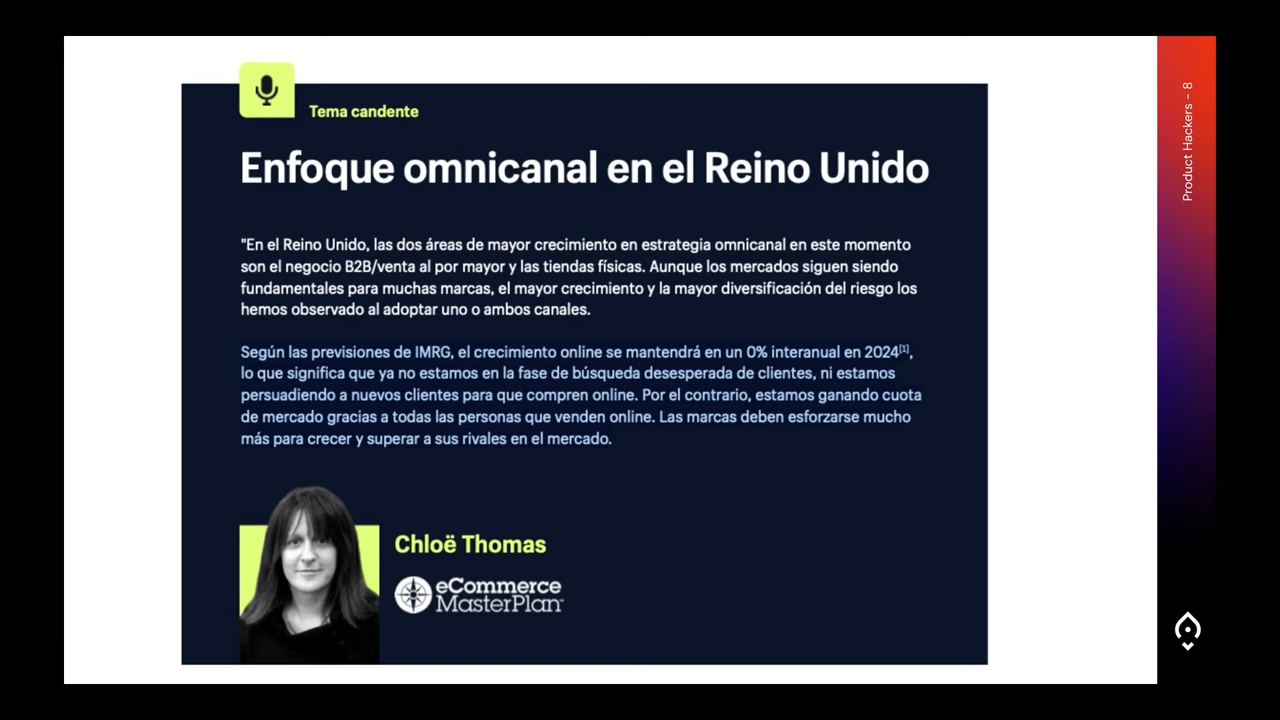 Tema candente
Enfoque omnicanal en el Reino Unido
"En el Reino Unido, las dos áreas de mayor crecimiento en estrategia omnicanal en este momento
son el negocio B2B/venta al por mayor y las tiendas físicas. Aunque los mercados siguen siendo
fundamentales para muchas marcas, el mayor crecimiento y la mayor diversificación del riesgo los
hemos observado al adoptar uno o ambos canales.
Según las previsiones de IMRG, el crecimiento online se mantendrá en un 0% interanual en 2024[1],
lo que significa que ya no estamos en la fase de búsqueda desesperada de clientes, ni estamos
persuadiendo a nuevos clientes para que compren online. Por el contrario, estamos ganando cuota
de mercado gracias a todas las personas que venden online. Las marcas deben esforzarse mucho
más para crecer y superar a sus rivales en el mercado.
Chloë Thomas
eCommerce
MasterPlan™
Product Hackers – 8